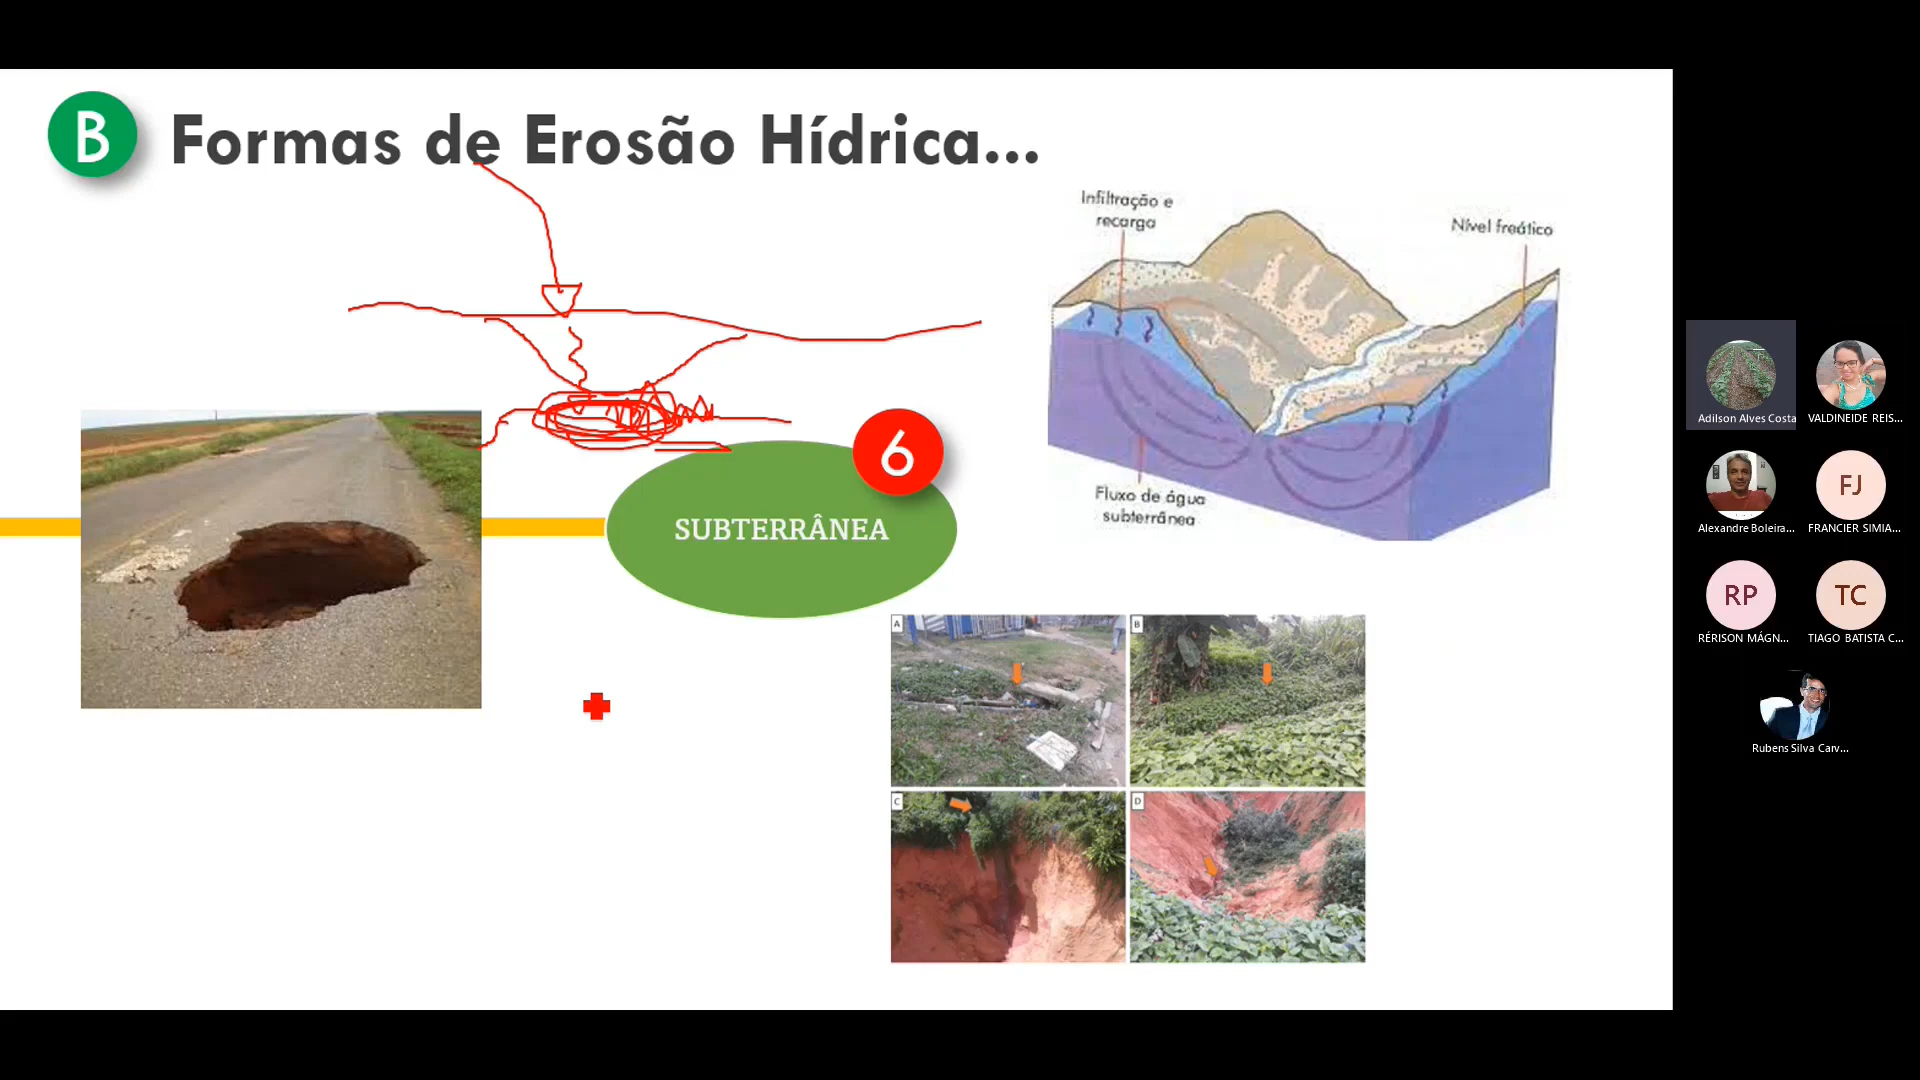 B
Formas de Erosão Hídrica...
Infiltração e
recarga
Nível freático
6
SUBTERRÂNEA
Fluxo de água
subterrânea
A
B
C
D
Adilson Alves Costa
VALDINEIDE REIS...
Alexandre Boleira...
FJ
FRANCIER SIMIA...
RP
RÉRISON MÁGN...
TC
TIAGO BATISTA C...
Rubens Silva Carv...